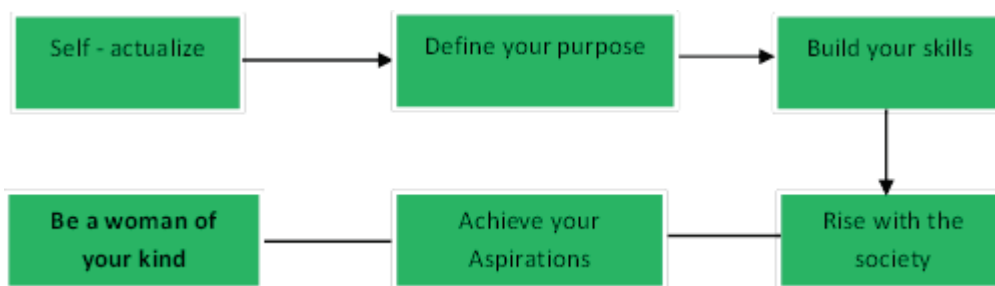 Self - actualize
Define your purpose
Build your skills
Rise with the
society
Achieve your
Aspirations
Be a woman of
your kind